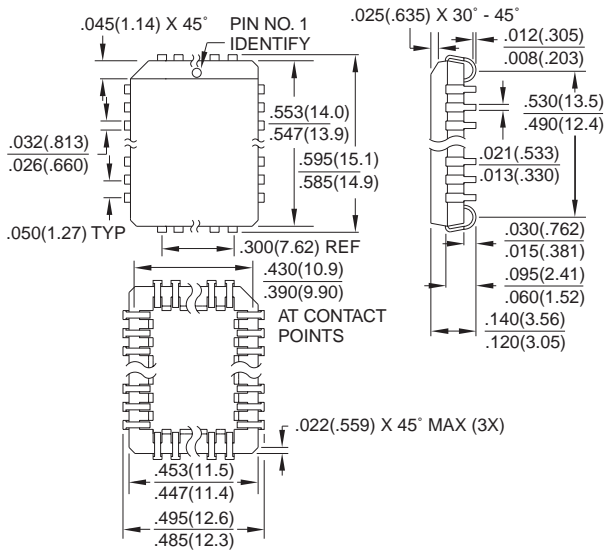 .045(1.14) X 45˚
PIN NO. 1
IDENTIFY
.025(.635) X 30˚ - 45˚
.012(.305)
.008(.203)
.553(14.0)
.547(13.9)
.530(13.5)
.490(12.4)
.032(.813)
.026(.660)
.595(15.1)
.585(14.9)
.021(.533)
.013(.330)
.050(1.27) TYP
.300(7.62) REF
.030(.762)
.015(.381)
.430(10.9)
.390(9.90)
AT CONTACT
POINTS
.095(2.41)
.060(1.52)
.140(3.56)
.120(3.05)
.022(.559) X 45˚ MAX (3X)
.453(11.5)
.447(11.4)
.495(12.6)
.485(12.3)